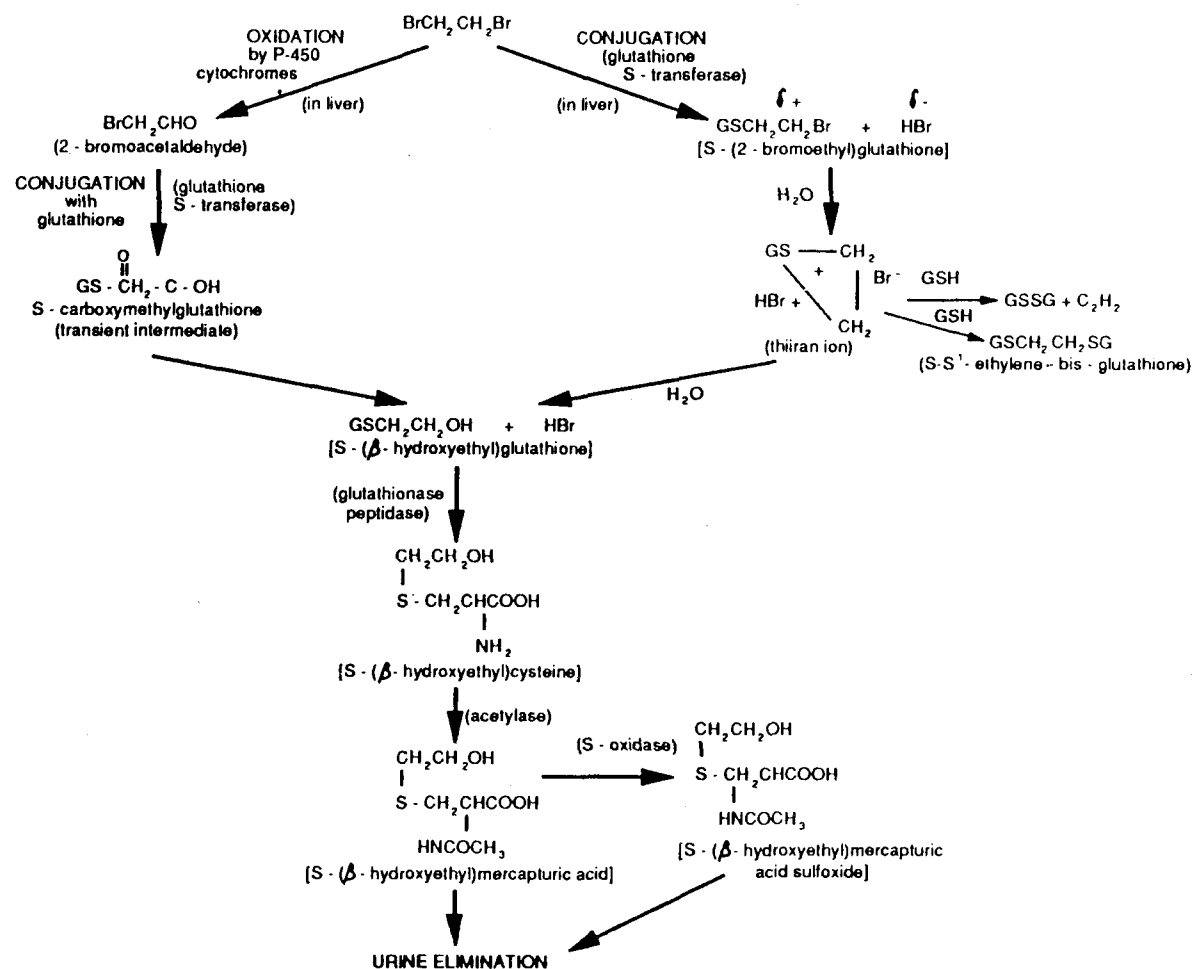 BrCH₂CH₂Br
OXIDATION
by P-450
cytochromes
(in liver)
CONJUGATION
(glutathione
S - transferase)
(in liver)
BrCH₂CHO
(2 - bromoacetaldehyde)
δ + δ -
GSCH₂CH₂Br + HBr
[S - (2 - bromoethyl)glutathione]
CONJUGATION
with
glutathione
(glutathione
S - transferase)
H₂O
O
GS - CH₂ - C - OH
S - carboxymethylglutathione
(transient intermediate)
GS CH₂
+
Br⁻
HBr +
CH₂
(thiiran ion)
GSH
GSSG + C₂H₂
GSH
GSCH₂CH₂SG
(S-S¹- ethylene - bis - glutathione)
H₂O
GSCH₂CH₂OH + HBr
[S - (β - hydroxyethyl)glutathione]
(glutathionase
peptidase)
CH₂CH₂OH
S - CH₂CHCOOH
NH₂
[S - (β - hydroxyethyl)cysteine]
(acetylase)
CH₂CH₂OH
S - CH₂CHCOOH
HNCOCH₃
[S - (β - hydroxyethyl)mercapturic acid]
(S - oxidase)
CH₂CH₂OH
S - CH₂CHCOOH
HNCOCH₃
[S - (β - hydroxyethyl)mercapturic
acid sulfoxide]
URINE ELIMINATION